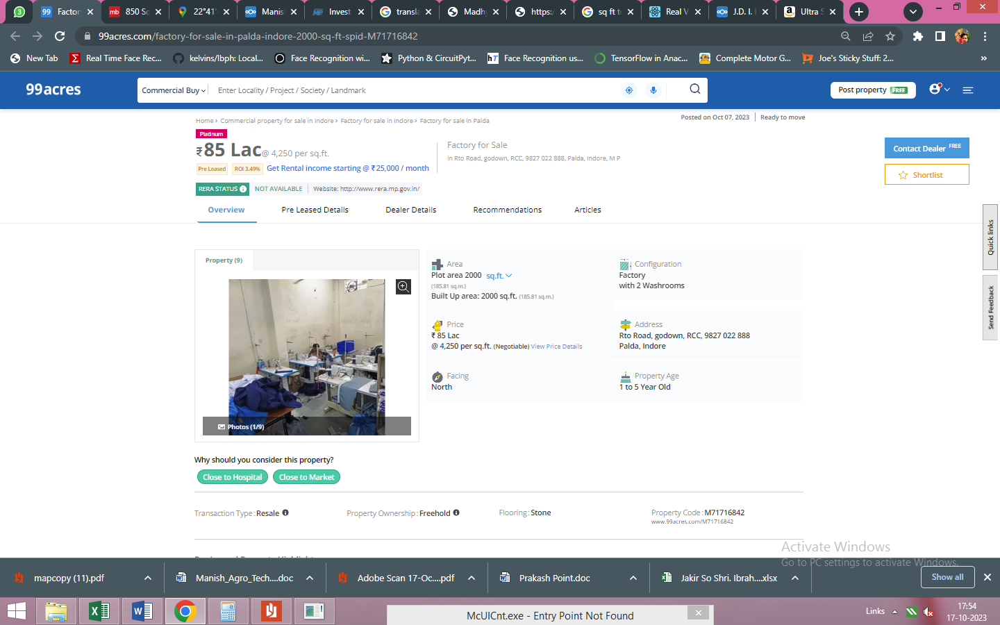 3
99 Factor
mb 850 Sq
22°41'
Manis
Invest
transla
Madhy
https:/
sq ft to
Real V
J.D. I. E
Ultra S
99acres.com/factory-for-sale-in-palda-indore-2000-sq-ft-spid-M71716842
New Tab
Real Time Face Rec...
kelvins/lbph: Local...
Face Recognition wi...
Python & CircuitPyt...
hT Face Recognition us...
TensorFlow in Anac...
Complete Motor G...
Joe's Sticky Stuff: 2...
»
99acres
Commercial Buy
Enter Locality / Project / Society / Landmark
Post property FREE
Home › Commercial property for sale in Indore › Factory for sale in Indore › Factory for sale in Palda
Posted on Oct 07, 2023 | Ready to move
Platinum
₹85 Lac @ 4,250 per sq.ft.
Factory for Sale
in Rto Road, godown, RCC, 9827 022 888, Palda, Indore, M P
Contact Dealer FREE
Shortlist
Pre Leased ROI 3.49% Get Rental income starting @ ₹25,000 / month
RERA STATUS NOT AVAILABLE Website: http://www.rera.mp.gov.in/
Overview
Pre Leased Details
Dealer Details
Recommendations
Articles
Quick links
Send Feedback
Property (9)
Photos (1/9)
Area
Plot area 2000 sq.ft.
(185.81 sq.m.)
Built Up area: 2000 sq.ft. (185.81 sq.m.)
Configuration
Factory
with 2 Washrooms
Price
₹ 85 Lac
@ 4,250 per sq.ft. (Negotiable) View Price Details
Address
Rto Road, godown, RCC, 9827 022 888
Palda, Indore
Facing
North
Property Age
1 to 5 Year Old
Why should you consider this property?
Close to Hospital
Close to Market
Transaction Type : Resale
Property Ownership : Freehold
Flooring : Stone
Property Code : M71716842
www.99acres.com/M71716842
Activate Windows
Go to PC settings to activate Windows.
mapcopy (11).pdf
Manish_Agro_Tech....doc
Adobe Scan 17-Oc....pdf
Prakash Point.doc
Jakir So Shri. Ibrah....xlsx
Show all
McUICnt.exe - Entry Point Not Found
Links
17:54
17-10-2023